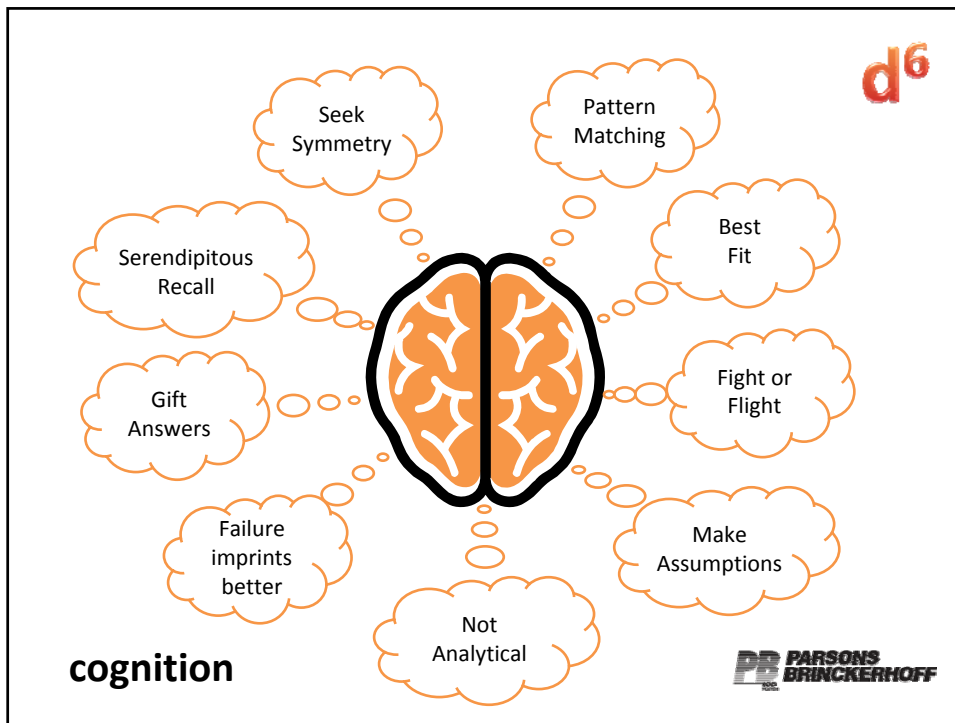 d6
Seek
Symmetry
Pattern
Matching
Serendipitous
Recall
Best
Fit
Gift
Answers
Fight or
Flight
Failure
imprints
better
Make
Assumptions
Not
Analytical
cognition
PB
PARSONS
BRINCKERHOFF